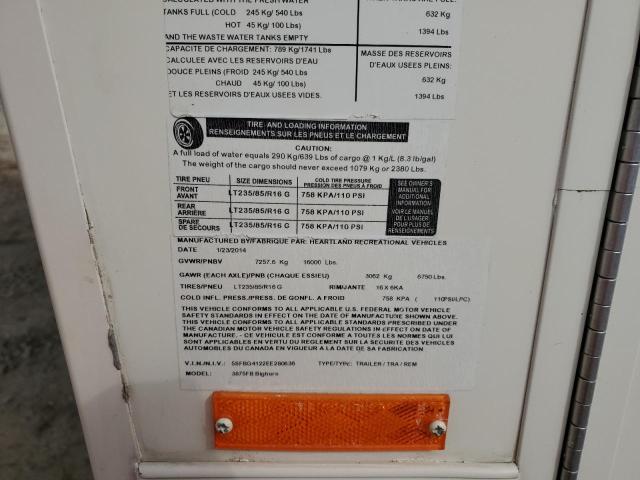 CALCULATED WITH THE FRESH WATER
TANKS FULL (COLD 245 Kg/ 540 Lbs
HOT 45 Kg/ 100 Lbs)
AND THE WASTE WATER TANKS EMPTY
632 Kg
1394 Lbs
CAPACITE DE CHARGEMENT: 789 Kg/1741 Lbs
CALCULEE AVEC LES RESERVOIRS D'EAU
DOUCE PLEINS (FROID 245 Kg/ 540 Lbs
CHAUD 45 Kg/ 100 Lbs)
ET LES RESERVOIRS D'EAUX USEES VIDES.
MASSE DES RESERVOIRS
D'EAUX USEES PLEINS:
632 Kg
1394 Lbs
TIRE AND LOADING INFORMATION
RENSEIGNEMENTS SUR LES PNEUS ET LE CHARGEMENT
CAUTION:
A full load of water equals 290 Kg/639 Lbs of cargo @ 1 Kg/L (8.3 lb/gal)
The weight of the cargo should never exceed 1079 Kg or 2380 Lbs.
TIRE PNEU SIZE DIMENSIONS COLD TIRE PRESSURE
PRESSION DES PNEUS À FROID
FRONT
AVANT LT235/85/R16 G 758 KPA/110 PSI
REAR
ARRIÈRE LT235/85/R16 G 758 KPA/110 PSI
SPARE
DE SECOURS LT235/85/R16 G 758 KPA/110 PSI
SEE OWNER'S
MANUAL FOR
ADDITIONAL
INFORMATION
VOIR LE MANUEL
DE L'USAGER
POUR PLUS DE
RENSEIGNEMENTS
MANUFACTURED BY/FABRIQUE PAR: HEARTLAND RECREATIONAL VEHICLES
DATE 1/23/2014
GVWR/PNBV 7257.6 Kg 16000 Lbs.
GAWR (EACH AXLE)/PNB (CHAQUE ESSIEU) 3062 Kg 6750 Lbs.
TIRES/PNEU LT235/85/R16 G RIM/JANTE 16 X 6KA
COLD INFL. PRESS./PRESS. DE GONFL. A FROID 758 KPA ( 110PSI/LPC)
THIS VEHICLE CONFORMS TO ALL APPLICABLE U.S. FEDERAL MOTOR VEHICLE
SAFETY STANDARDS IN EFFECT ON THE DATE OF MANUFACTURE SHOWN ABOVE.
THIS VEHICLE CONFORMS TO ALL APPLICABLE STANDARDS PRESCRIBED UNDER
THE CANADIAN MOTOR VEHICLE SAFETY REGULATIONS IN EFFECT ON THE DATE OF
MANUFACTURE. - CE VEHICULE EST CONFORME A TOUTES LES NORMES QUI LUI
SONT APPLICABLES EN VERTU DU REGLEMENT SUR LA SECURITE DES VEHICULES
AUTOMOBILES DU CANADA EN VIGUEUR A LA DATE DE SA FABRICATION
V.I.N./N.I.V.: 5SFBG4122EE280636 TYPE/TYPE: TRAILER / TRA / REM
MODEL: 3875FB Bighorn